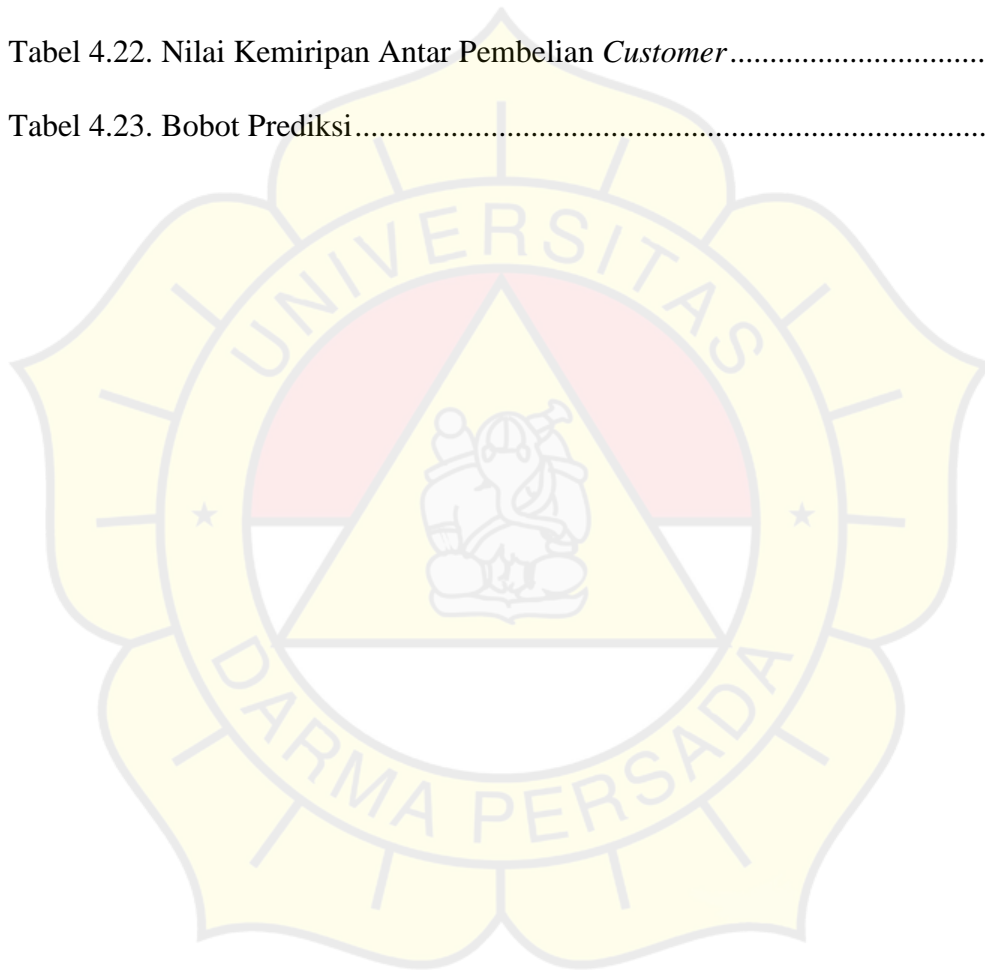 Tabel 4.22. Nilai Kemiripan Antar Pembelian Customer................................
Tabel 4.23. Bobot Prediksi...............................................................................
UNIVERSITAS
DARMA PERSADA